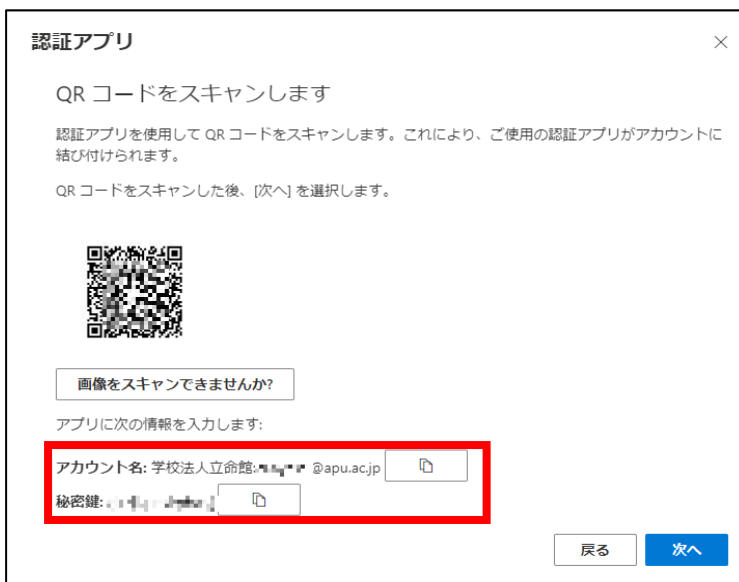 認証アプリ
QR コードをスキャンします
認証アプリを使用して QR コードをスキャンします。これにより、ご使用の認証アプリがアカウントに
結び付けられます。
QR コードをスキャンした後、[次へ] を選択します。
画像をスキャンできませんか?
アプリに次の情報を入力します:
アカウント名: 学校法人立命館: @apu.ac.jp
秘密鍵:
戻る
次へ